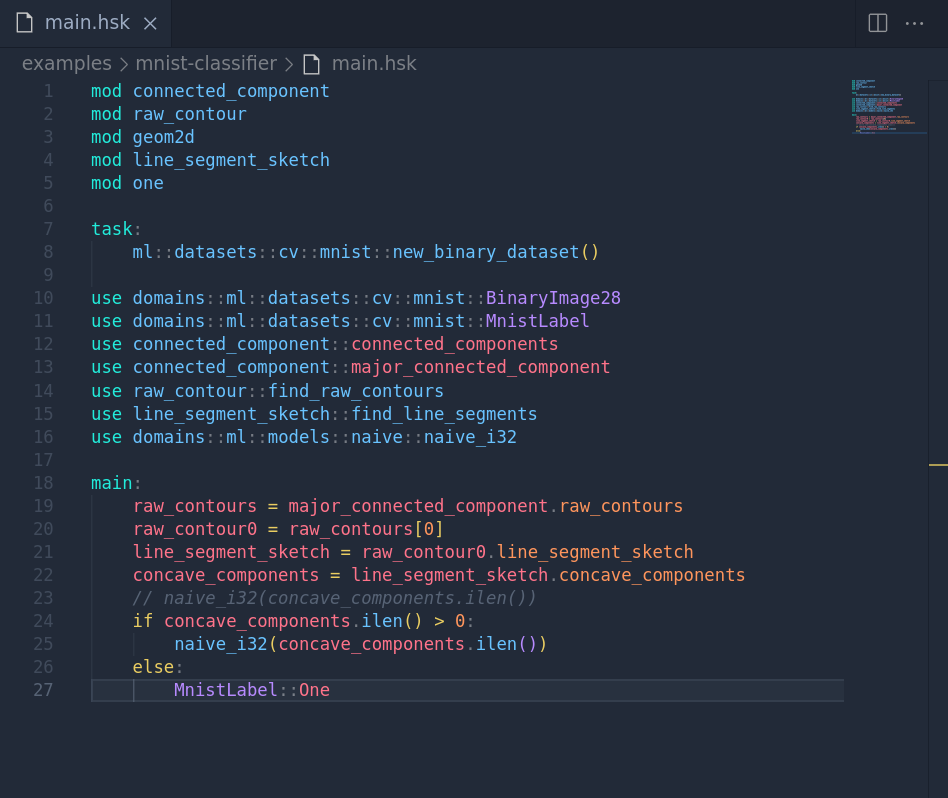 main.hsk
examples > mnist-classifier > main.hsk
1 mod connected_component
2 mod raw_contour
3 mod geom2d
4 mod line_segment_sketch
5 mod one
6
7 task:
8     ml::datasets::cv::mnist::new_binary_dataset()
9
10 use domains::ml::datasets::cv::mnist::BinaryImage28
11 use domains::ml::datasets::cv::mnist::MnistLabel
12 use connected_component::connected_components
13 use connected_component::major_connected_component
14 use raw_contour::find_raw_contours
15 use line_segment_sketch::find_line_segments
16 use domains::ml::models::naive::naive_i32
17
18 main:
19     raw_contours = major_connected_component.raw_contours
20     raw_contour0 = raw_contours[0]
21     line_segment_sketch = raw_contour0.line_segment_sketch
22     concave_components = line_segment_sketch.concave_components
23     // naive_i32(concave_components.ilen())
24     if concave_components.ilen() > 0:
25         naive_i32(concave_components.ilen())
26     else:
27         MnistLabel::One